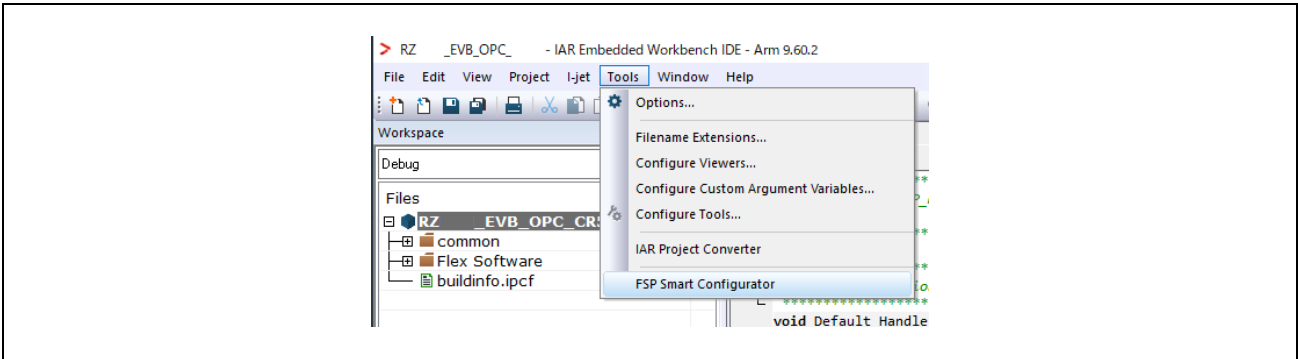 RZ _EVB_OPC_ - IAR Embedded Workbench IDE - Arm 9.60.2
File Edit View Project I-jet Tools Window Help
Options...
Workspace
Filename Extensions...
Debug
Configure Viewers...
Configure Custom Argument Variables...
Files
Configure Tools...
RZ _EVB_OPC_CR
common
IAR Project Converter
Flex Software
buildinfo.ipcf
FSP Smart Configurator
******************
void Default Handle